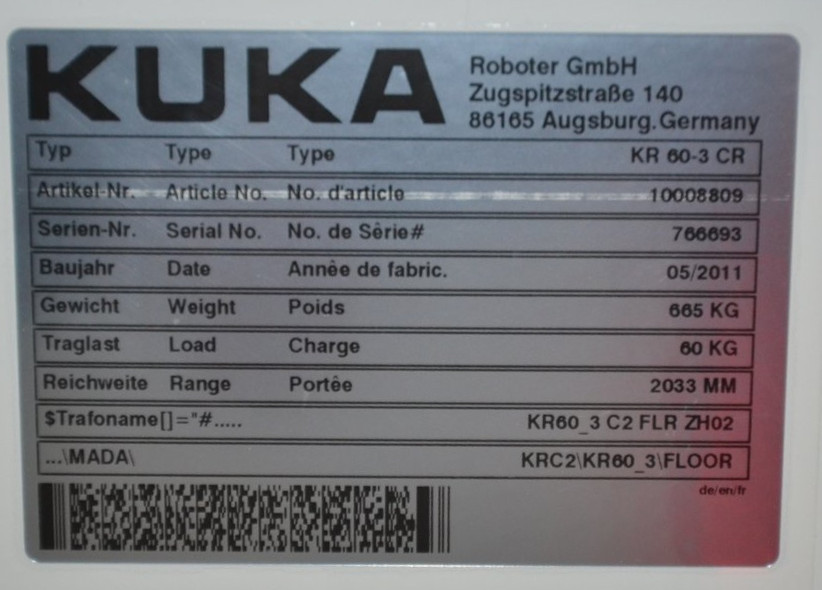 KUKA
Roboter GmbH
Zugspitzstraße 140
86165 Augsburg.Germany
Typ Type Type KR 60-3 CR
Artikel-Nr. Article No. No. d'article 10008809
Serien-Nr. Serial No. No. de Sêrie# 766693
Baujahr Date Annêe de fabric. 05/2011
Gewicht Weight Poids 665 KG
Traglast Load Charge 60 KG
Reichweite Range Portêe 2033 MM
$Trafoname[]="#..... KR60_3 C2 FLR ZH02
...\MADA\ KRC2\KR60_3\FLOOR
de/en/fr